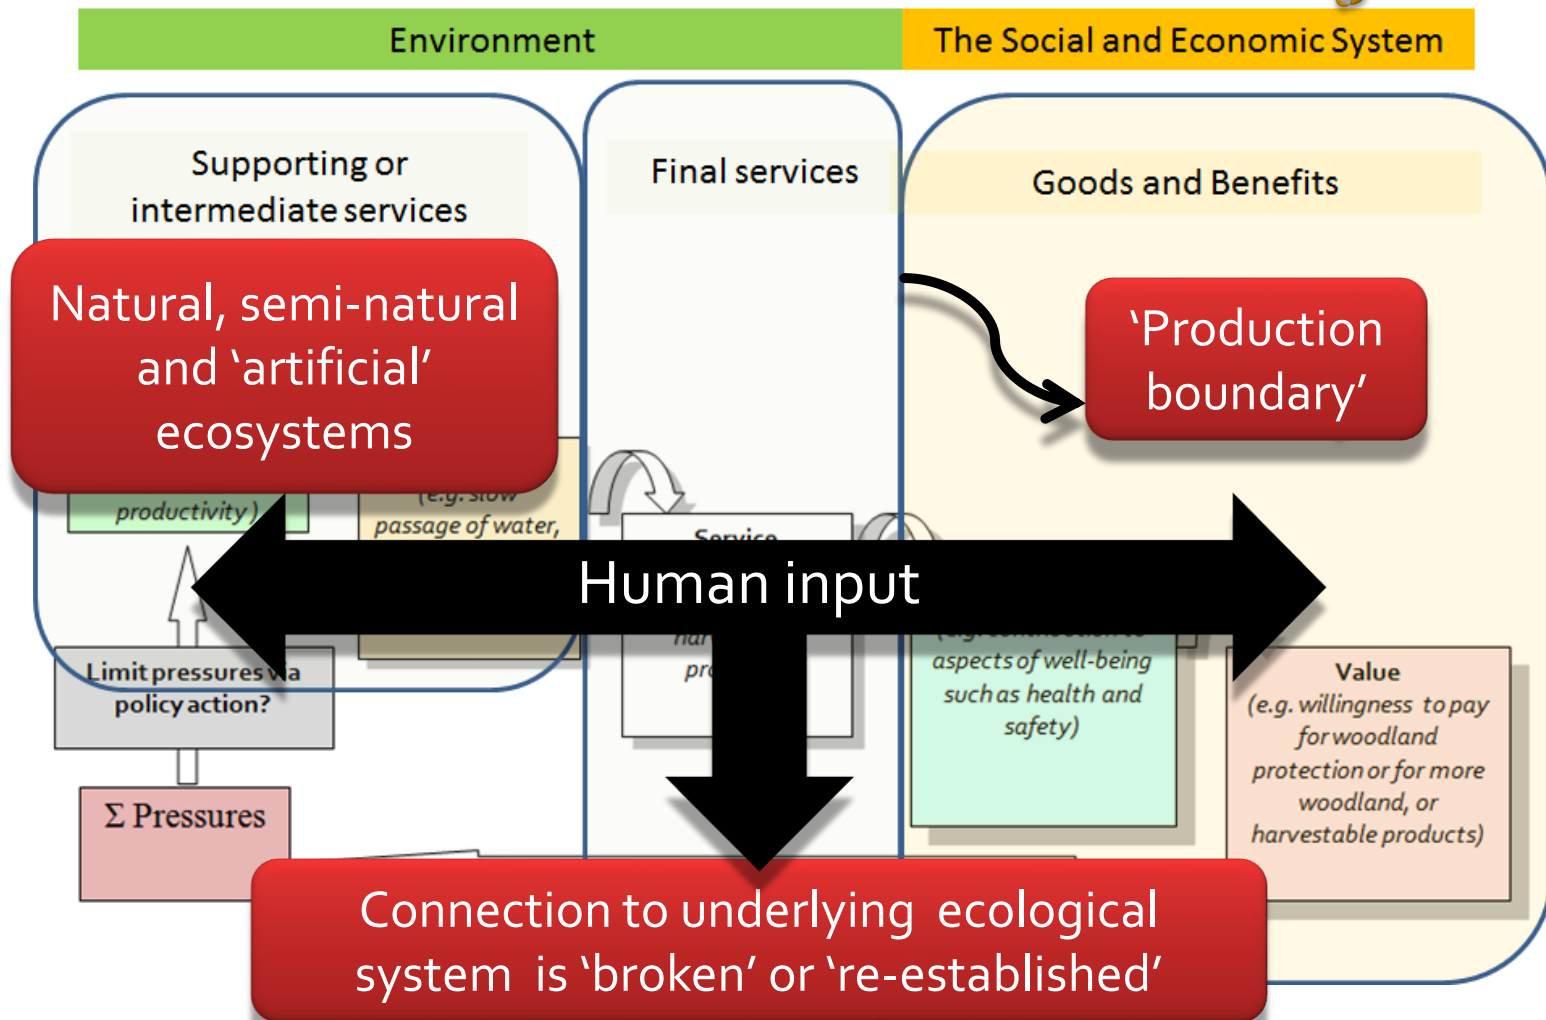 Environment
The Social and Economic System
Supporting or
intermediate services
Final services
Goods and Benefits
Natural, semi-natural
and ‘artificial’
ecosystems
‘Production
boundary’
productivity)
(e.g. slow
passage of water,
Service
Human input
aspects of well-being
such as health and
safety)
Limit pressures via
policy action?
Σ Pressures
Value
(e.g. willingness to pay
for woodland
protection or for more
woodland, or
harvestable products)
Connection to underlying ecological
system is ‘broken’ or ‘re-established’